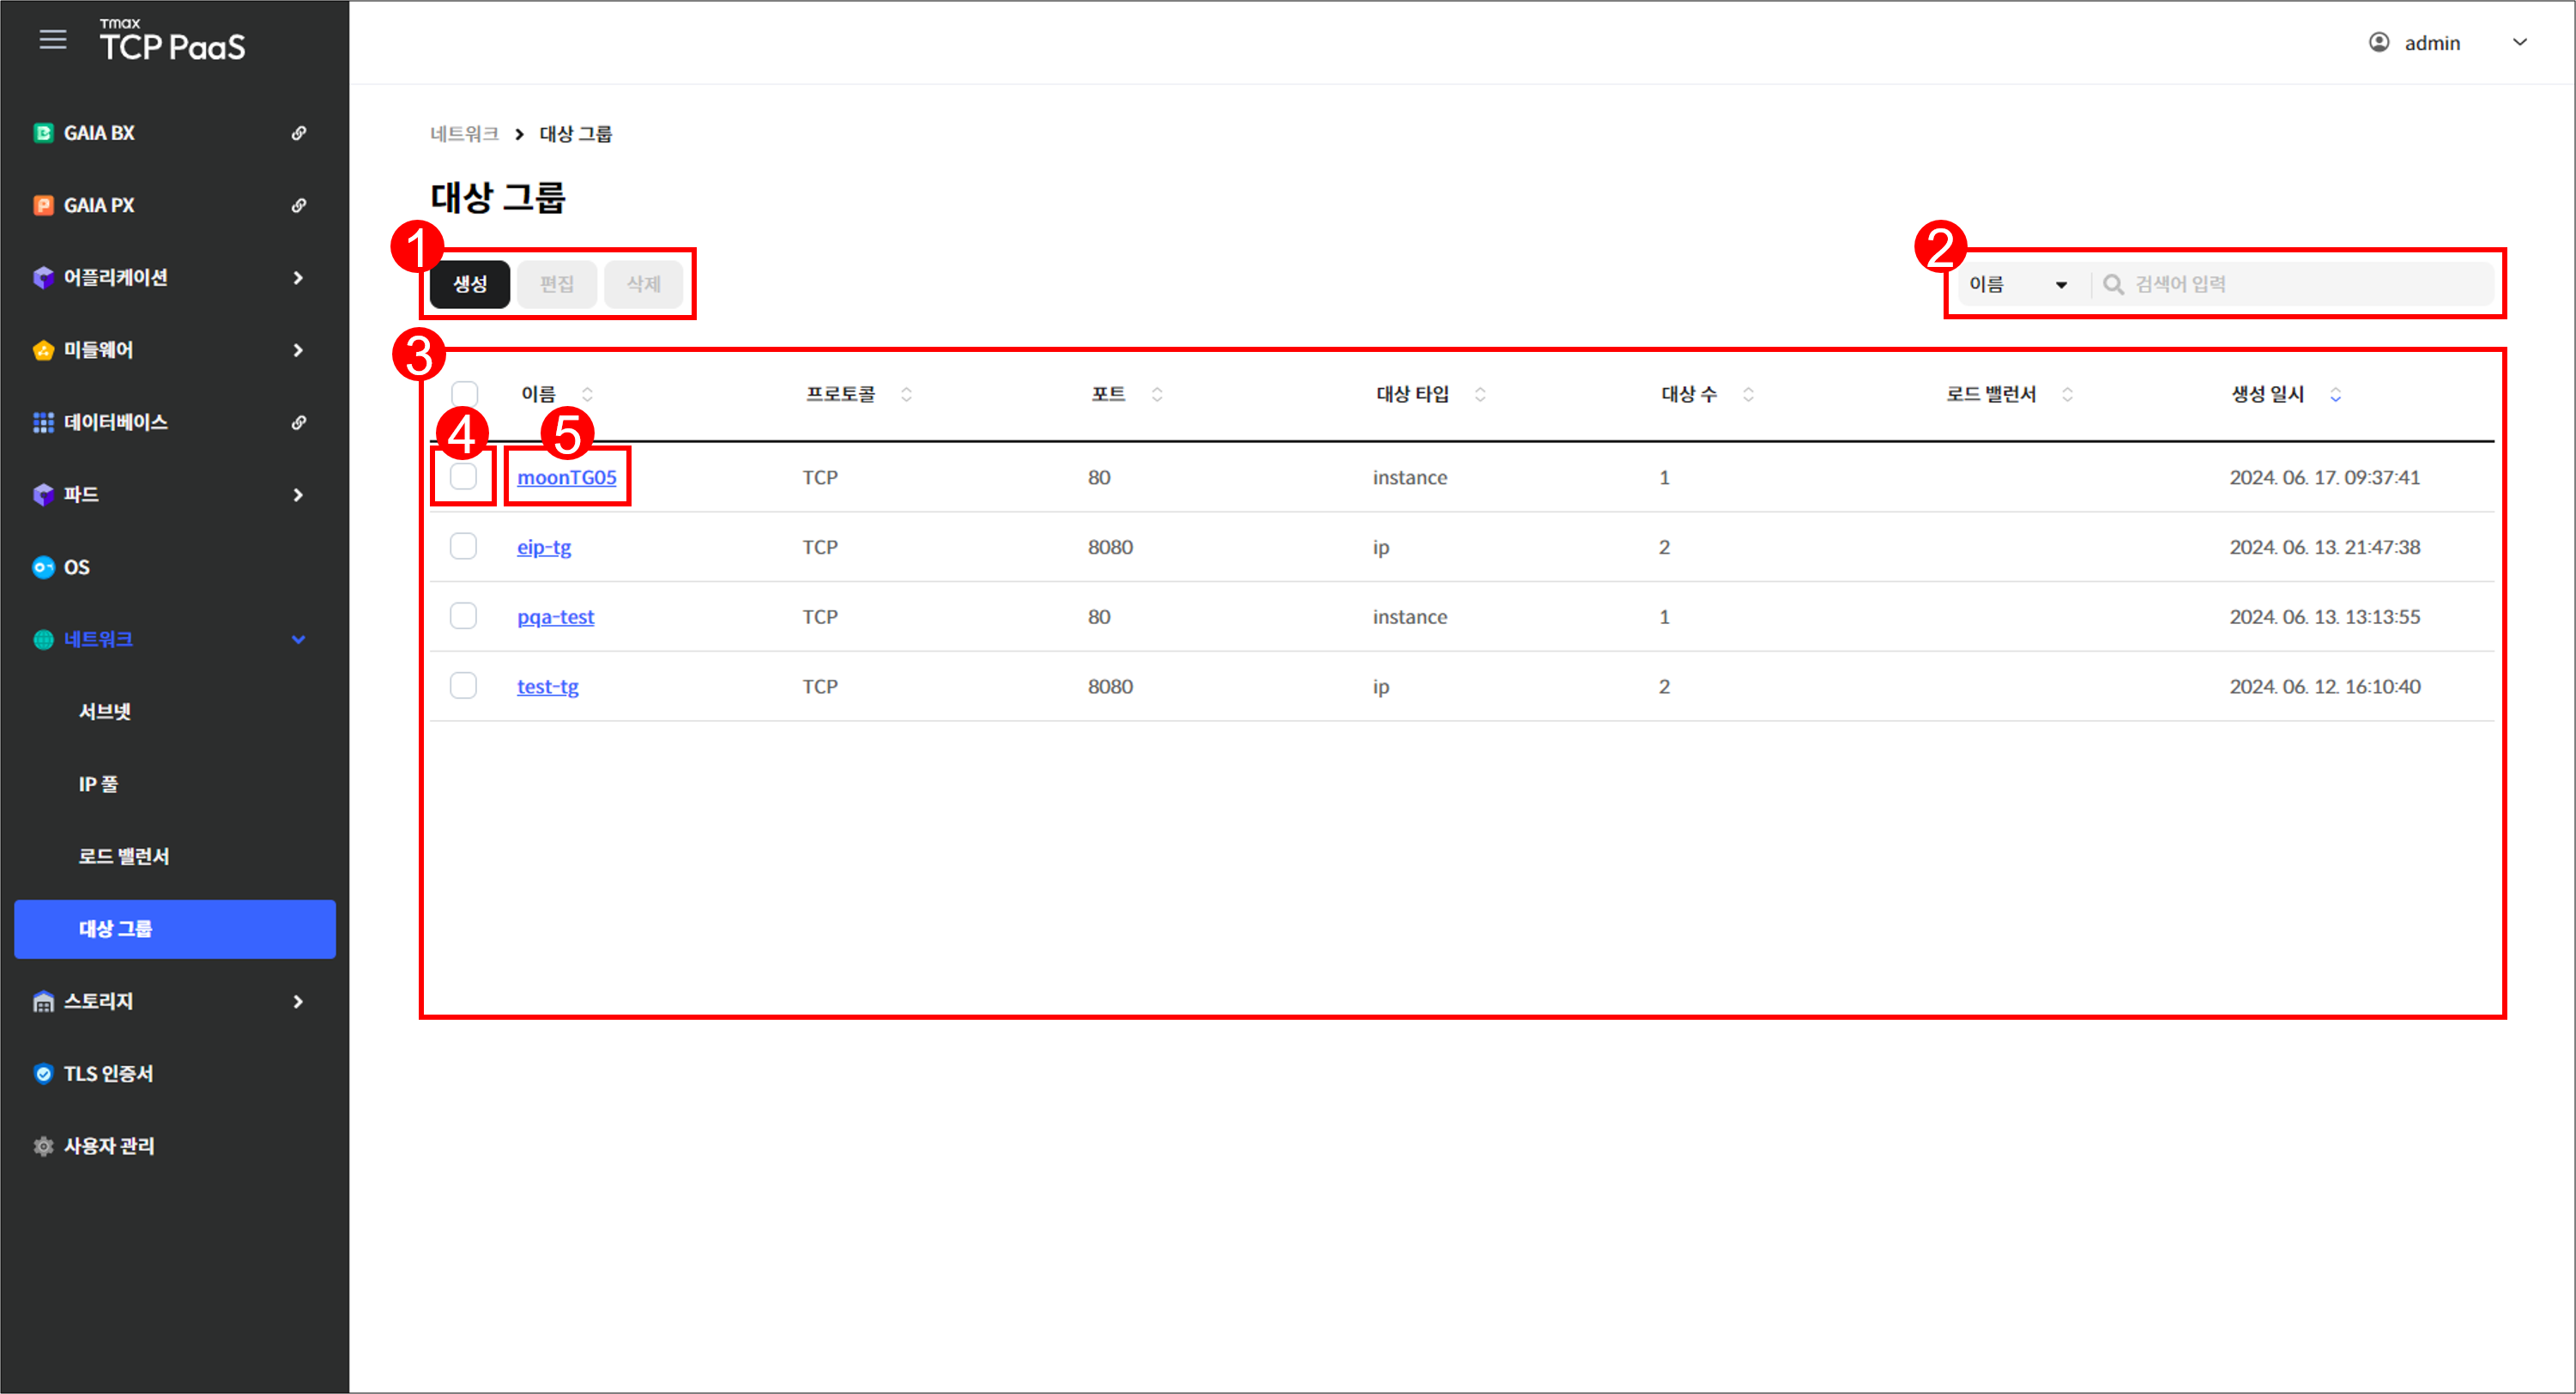 Tmax
TCP PaaS
admin
GAIA BX
GAIA PX
어플리케이션
미들웨어
데이터베이스
파드
OS
네트워크
서브넷
IP 풀
로드 밸런서
대상 그룹
스토리지
TLS 인증서
사용자 관리
네트워크 > 대상 그룹
대상 그룹
1
생성 편집 삭제
2
이름 검색어 입력
3
이름 프로토콜 포트 대상 타입 대상 수 로드 밸런서 생성 일시
4 5
moonTG05 TCP 80 instance 1 2024. 06. 17. 09:37:41
eip-tg TCP 8080 ip 2 2024. 06. 13. 21:47:38
pqa-test TCP 80 instance 1 2024. 06. 13. 13:13:55
test-tg TCP 8080 ip 2 2024. 06. 12. 16:10:40